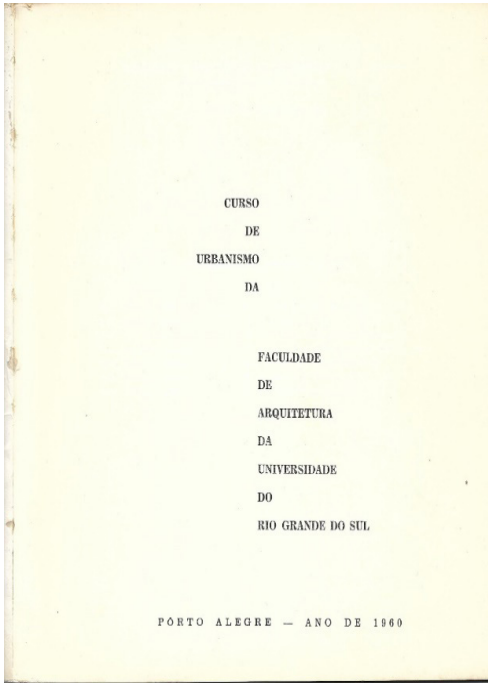 CURSO
DE
URBANISMO
DA
FACULDADE
DE
ARQUITETURA
DA
UNIVERSIDADE
DO
RIO GRANDE DO SUL
PÔRTO ALEGRE — ANO DE 1960